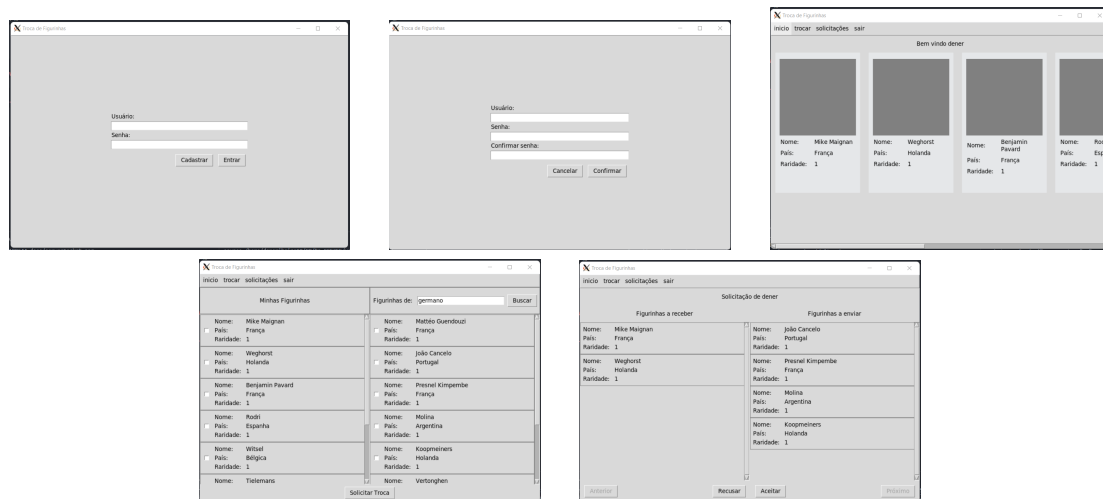 Troca de Figurinhas
Usuário:
Senha:
Cadastrar Entrar
Troca de Figurinhas
Usuário:
Senha:
Confirmar senha:
Cancelar Confirmar
Troca de Figurinhas
inicio trocar solicitações sair
Bem vindo dener
Nome: Mike Maignan
País: França
Raridade: 1
Nome: Weghorst
País: Holanda
Raridade: 1
Nome: Benjamin
Pavard
País: França
Raridade: 1
Nome:
País:
Raridade: 1
Troca de Figurinhas
inicio trocar solicitações sair
Minhas Figurinhas
Figurinhas de: germano Buscar
Nome: Mike Maignan
País: França
Raridade: 1
Nome: Weghorst
País: Holanda
Raridade: 1
Nome: Benjamin Pavard
País: França
Raridade: 1
Nome: Rodri
País: Espanha
Raridade: 1
Nome: Witsel
País: Bélgica
Raridade: 1
Nome: Tielemans
Nome: Mattéo Guendouzi
País: França
Raridade: 1
Nome: João Cancelo
País: Portugal
Raridade: 1
Nome: Presnel Kimpembe
País: França
Raridade: 1
Nome: Molina
País: Argentina
Raridade: 1
Nome: Koopmeiners
País: Holanda
Raridade: 1
Nome: Vertonghen
Solicitar Troca
Troca de Figurinhas
inicio trocar solicitações sair
Solicitação de dener
Figurinhas a receber
Nome: Mike Maignan
País: França
Raridade: 1
Nome: Weghorst
País: Holanda
Raridade: 1
Figurinhas a enviar
Nome: João Cancelo
País: Portugal
Raridade: 1
Nome: Presnel Kimpembe
País: França
Raridade: 1
Nome: Molina
País: Argentina
Raridade: 1
Nome: Koopmeiners
País: Holanda
Raridade: 1
Anterior Recusar Aceitar Próximo